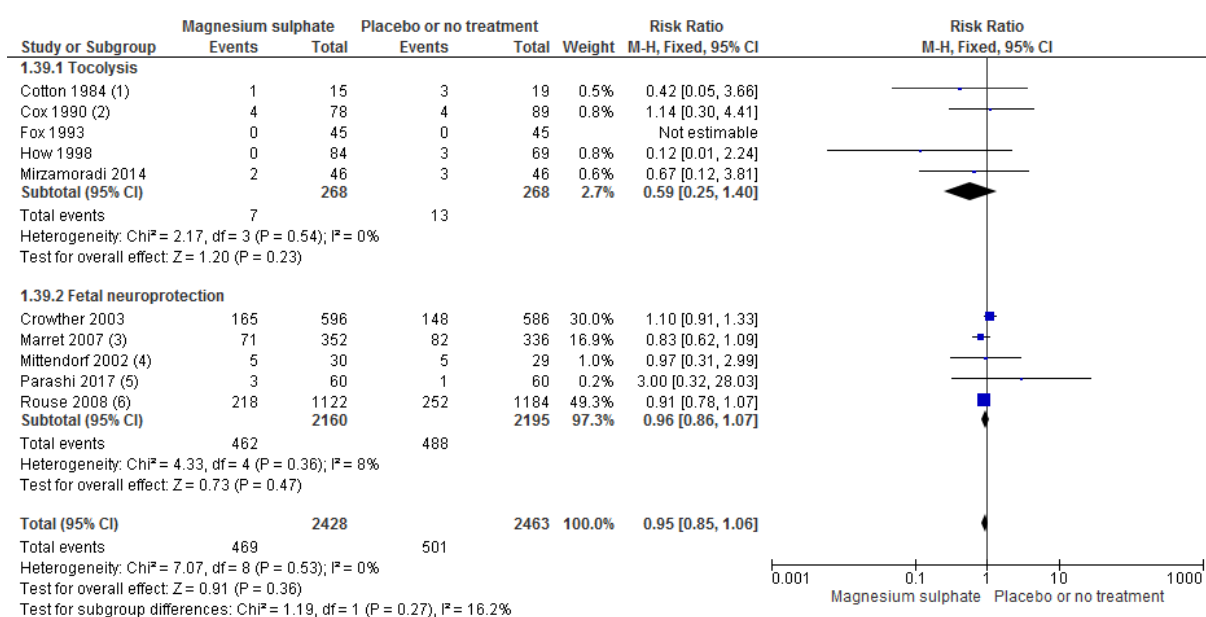 Magnesium sulphate Placebo or no treatment Risk Ratio Risk Ratio
Study or Subgroup Events Total Events Total Weight M-H, Fixed, 95% CI M-H, Fixed, 95% CI
1.39.1 Tocolysis
Cotton 1984 (1) 1 15 3 19 0.5% 0.42 [0.05, 3.66]
Cox 1990 (2) 4 78 4 89 0.8% 1.14 [0.30, 4.41]
Fox 1993 0 45 0 45 Not estimable
How 1998 0 84 3 69 0.8% 0.12 [0.01, 2.24]
Mirzamoradi 2014 2 46 3 46 0.6% 0.67 [0.12, 3.81]
Subtotal (95% CI) 268 268 2.7% 0.59 [0.25, 1.40]
Total events 7 13
Heterogeneity: Chi² = 2.17, df = 3 (P = 0.54); I² = 0%
Test for overall effect: Z = 1.20 (P = 0.23)
1.39.2 Fetal neuroprotection
Crowther 2003 165 596 148 586 30.0% 1.10 [0.91, 1.33]
Marret 2007 (3) 71 352 82 336 16.9% 0.83 [0.62, 1.09]
Mittendorf 2002 (4) 5 30 5 29 1.0% 0.97 [0.31, 2.99]
Parashi 2017 (5) 3 60 1 60 0.2% 3.00 [0.32, 28.03]
Rouse 2008 (6) 218 1122 252 1184 49.3% 0.91 [0.78, 1.07]
Subtotal (95% CI) 2160 2195 97.3% 0.96 [0.86, 1.07]
Total events 462 488
Heterogeneity: Chi² = 4.33, df = 4 (P = 0.36); I² = 8%
Test for overall effect: Z = 0.73 (P = 0.47)
Total (95% CI) 2428 2463 100.0% 0.95 [0.85, 1.06]
Total events 469 501
Heterogeneity: Chi² = 7.07, df = 8 (P = 0.53); I² = 0%
Test for overall effect: Z = 0.91 (P = 0.36)
Test for subgroup differences: Chi² = 1.19, df = 1 (P = 0.27), I² = 16.2%
0.001 0.1 1 10 1000
Magnesium sulphate Placebo or no treatment